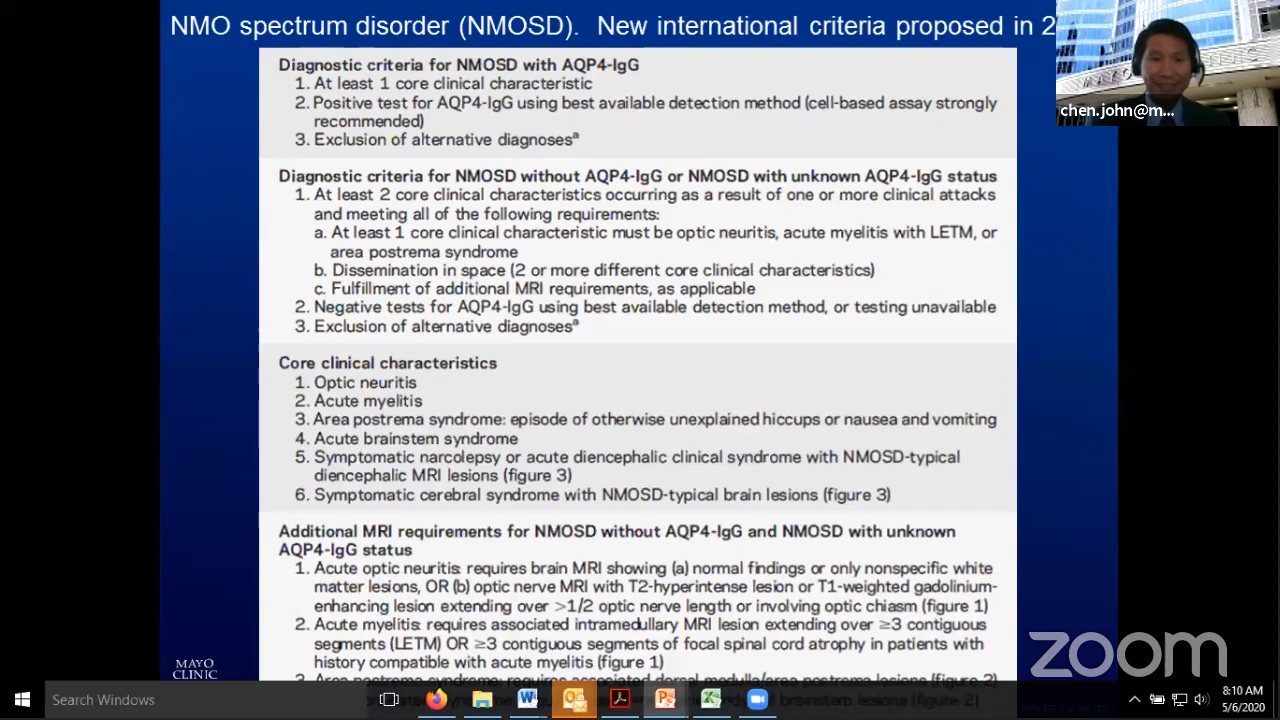 NMO spectrum disorder (NMOSD). New international criteria proposed in 2
chen.john@m...
Diagnostic criteria for NMOSD with AQP4-IgG
1. At least 1 core clinical characteristic
2. Positive test for AQP4-IgG using best available detection method (cell-based assay strongly
recommended)
3. Exclusion of alternative diagnosesª
Diagnostic criteria for NMOSD without AQP4-IgG or NMOSD with unknown AQP4-IgG status
1. At least 2 core clinical characteristics occurring as a result of one or more clinical attacks
and meeting all of the following requirements:
a. At least 1 core clinical characteristic must be optic neuritis, acute myelitis with LETM, or
area postrema syndrome
b. Dissemination in space (2 or more different core clinical characteristics)
c. Fulfillment of additional MRI requirements, as applicable
2. Negative tests for AQP4-IgG using best available detection method, or testing unavailable
3. Exclusion of alternative diagnosesª
Core clinical characteristics
1. Optic neuritis
2. Acute myelitis
3. Area postrema syndrome: episode of otherwise unexplained hiccups or nausea and vomiting
4. Acute brainstem syndrome
5. Symptomatic narcolepsy or acute diencephalic clinical syndrome with NMOSD-typical
diencephalic MRI lesions (figure 3)
6. Symptomatic cerebral syndrome with NMOSD-typical brain lesions (figure 3)
Additional MRI requirements for NMOSD without AQP4-IgG and NMOSD with unknown
AQP4-IgG status
1. Acute optic neuritis: requires brain MRI showing (a) normal findings or only nonspecific white
matter lesions, OR (b) optic nerve MRI with T2-hyperintense lesion or T1-weighted gadolinium-
enhancing lesion extending over >1/2 optic nerve length or involving optic chiasm (figure 1)
2. Acute myelitis: requires associated intramedullary MRI lesion extending over ≥3 contiguous
segments (LETM) OR ≥3 contiguous segments of focal spinal cord atrophy in patients with
history compatible with acute myelitis (figure 1)
3. Area postrema syndrome: requires associated dorsal medulla/area postrema lesions (figure 2)
brainstem lesions (figure 2)
MAYO
CLINIC
zoom
Search Windows
8:10 AM
5/6/2020